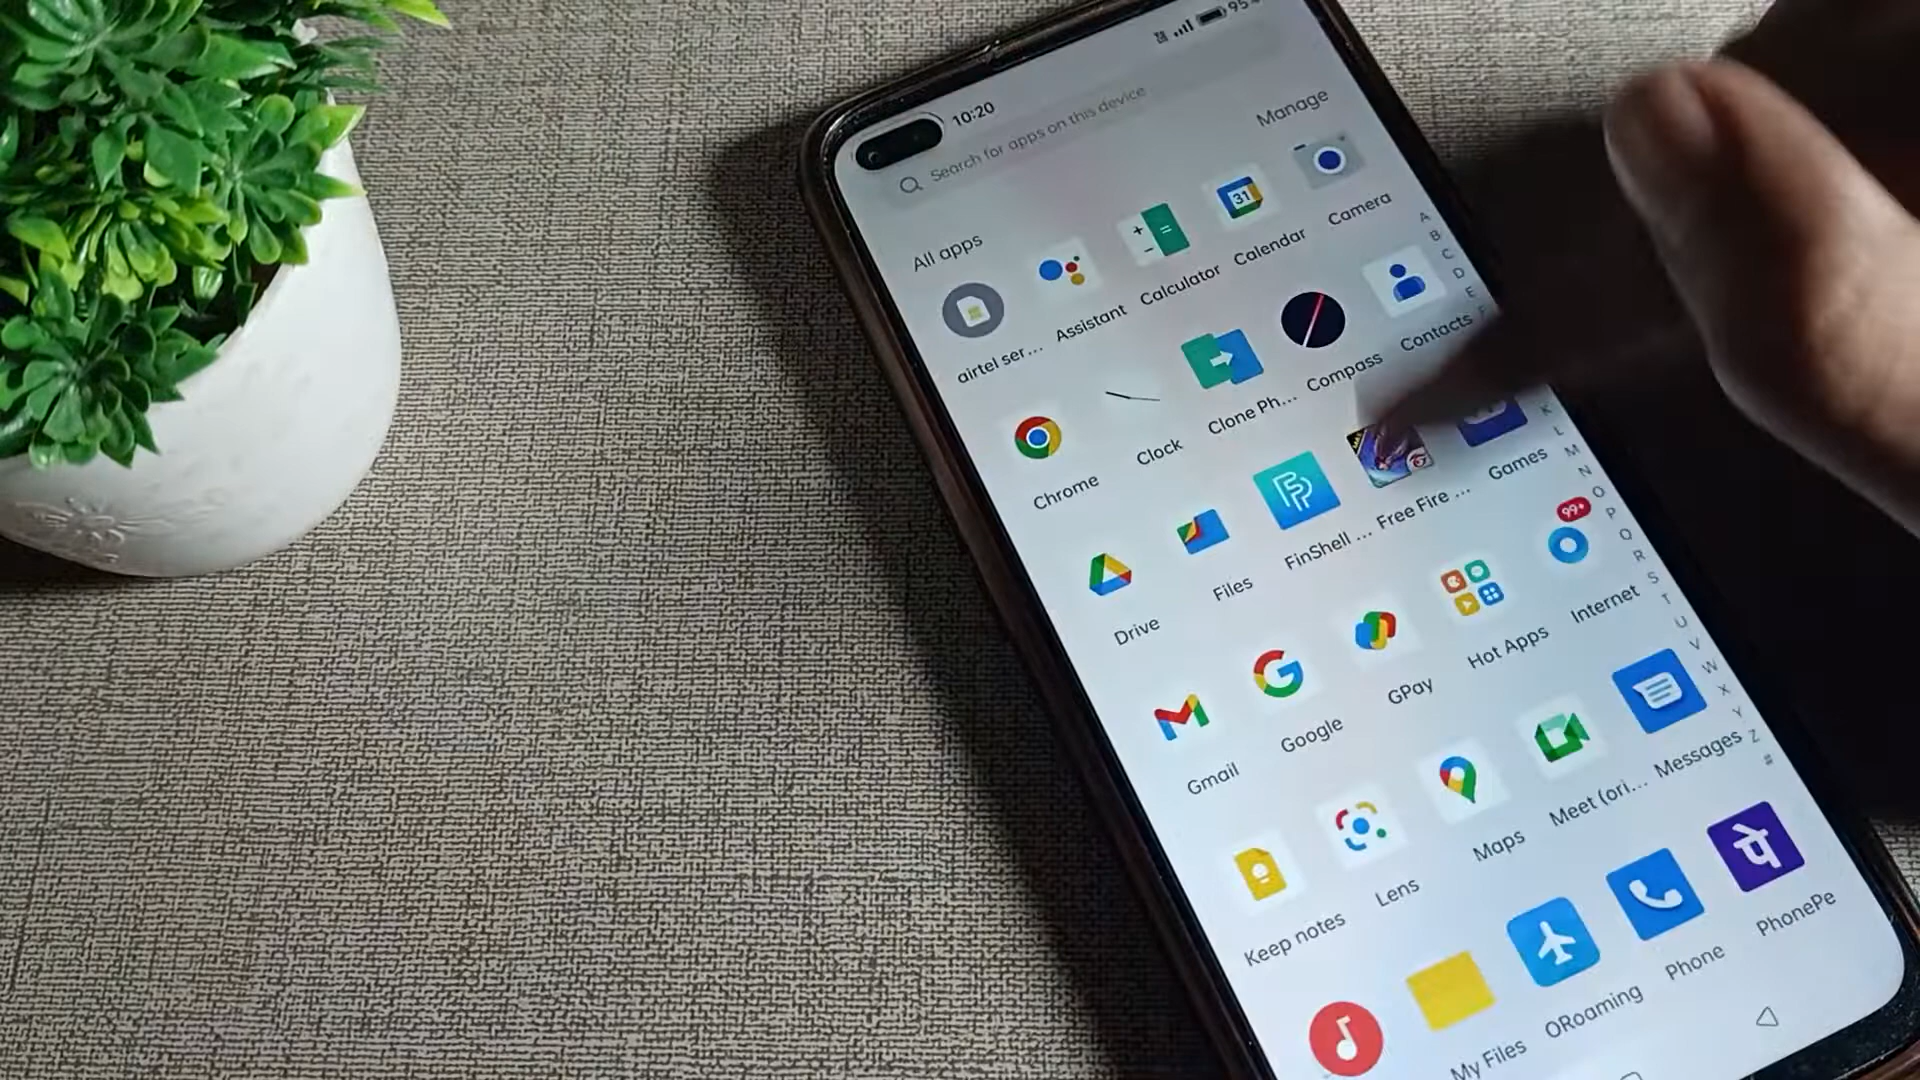 10:20
95%
Search for apps on this device
All apps
Manage
airtel ser...
Assistant
Calculator
Calendar
31
Camera
Chrome
Clock
Clone Ph...
Compass
Contacts
Drive
Files
FinShell ...
Free Fire ...
Games
Gmail
Google
GPay
Hot Apps
Internet
99+
Keep notes
Lens
Maps
Meet (ori...
Messages
My Files
ORoaming
Phone
पे
PhonePe
A
B
C
D
E
K
L
M
N
O
P
Q
R
S
T
U
V
W
X
Y
Z
#